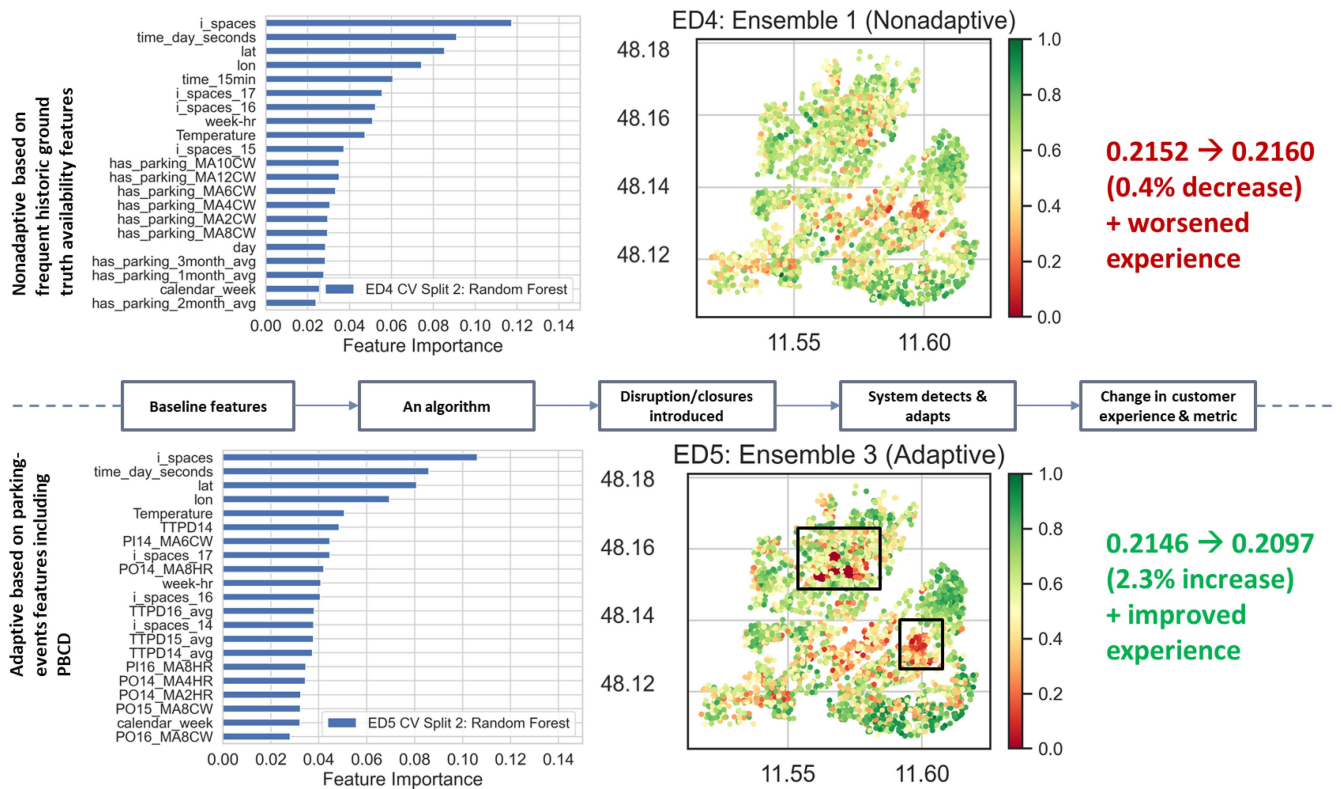 Nonadaptive based on
frequent historic ground
truth availability features
i_spaces
time_day_seconds
lat
lon
time_15min
i_spaces_17
i_spaces_16
week-hr
Temperature
i_spaces_15
has_parking_MA10CW
has_parking_MA12CW
has_parking_MA6CW
has_parking_MA4CW
has_parking_MA2CW
has_parking_MA8CW
day
has_parking_3month_avg
has_parking_1month_avg
calendar_week
has_parking_2month_avg
ED4 CV Split 2: Random Forest
0.00 0.02 0.04 0.06 0.08 0.10 0.12 0.14
Feature Importance
ED4: Ensemble 1 (Nonadaptive)
48.18
48.16
48.14
48.12
11.55 11.60
1.0
0.8
0.6
0.4
0.2
0.0
0.2152 → 0.2160
(0.4% decrease)
+ worsened
experience
Baseline features
An algorithm
Disruption/closures
introduced
System detects &
adapts
Change in customer
experience & metric
Adaptive based on parking-
events features including
PBCD
i_spaces
time_day_seconds
lat
lon
Temperature
TTPD14
PI14_MA6CW
i_spaces_17
PO14_MA8HR
week-hr
i_spaces_16
TTPD16_avg
i_spaces_14
TTPD15_avg
TTPD14_avg
PI16_MA8HR
PO14_MA4HR
PO14_MA2HR
PO15_MA8CW
calendar_week
PO16_MA8CW
ED5 CV Split 2: Random Forest
0.00 0.02 0.04 0.06 0.08 0.10 0.12 0.14
Feature Importance
ED5: Ensemble 3 (Adaptive)
48.18
48.16
48.14
48.12
11.55 11.60
1.0
0.8
0.6
0.4
0.2
0.0
0.2146 → 0.2097
(2.3% increase)
+ improved
experience